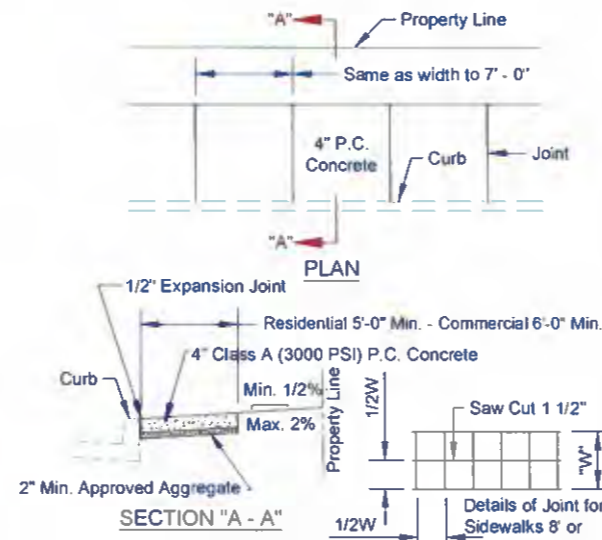 "A"
Property Line
Same as width to 7' - 0"
4" P.C.
Concrete
Curb
Joint
"A"
PLAN
1/2" Expansion Joint
Residential 5'-0" Min. - Commercial 6'-0" Min.
4" Class A (3000 PSI) P.C. Concrete
Curb
Min. 1/2%
Max. 2%
Property Line
1/2W
Saw Cut 1 1/2"
"W"
2" Min. Approved Aggregate
SECTION "A - A"
1/2W
Details of Joint for
Sidewalks 8' or